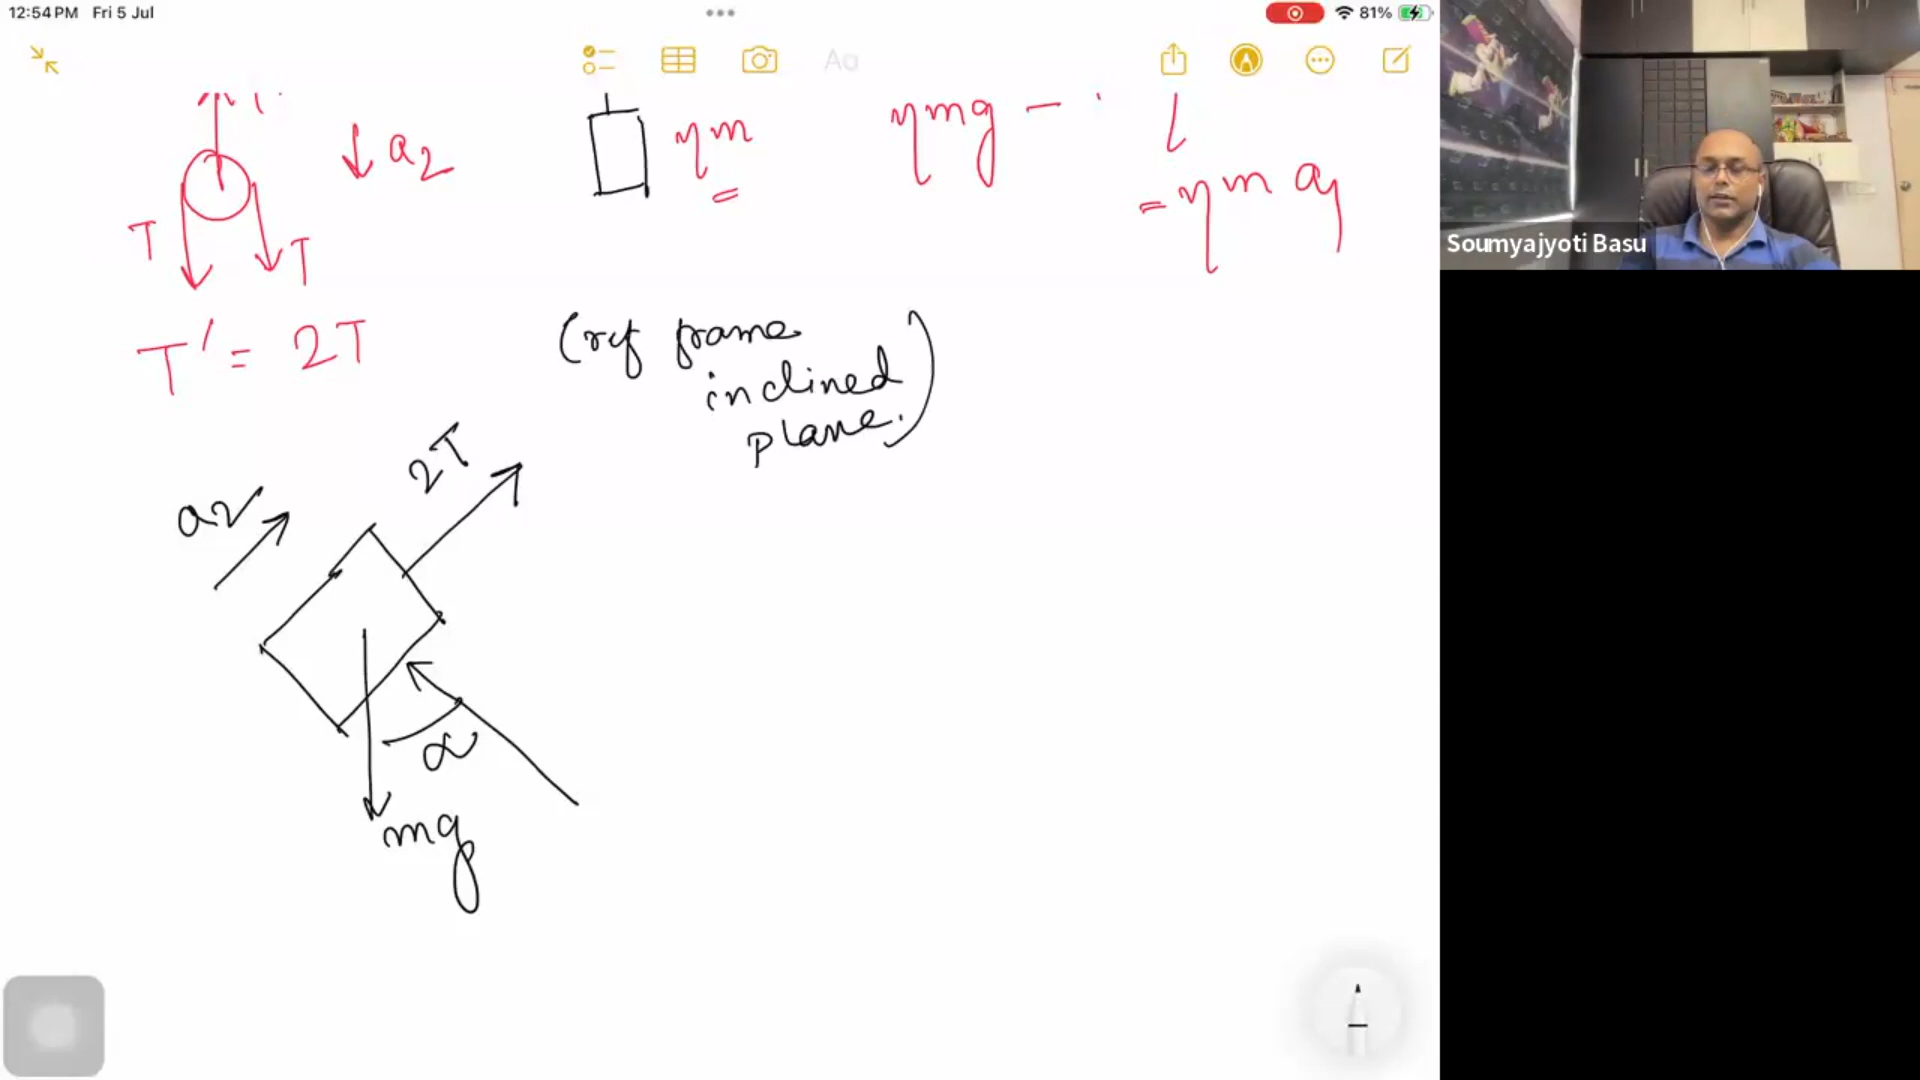 12:54 PM Fri 5 Jul
81%
Aa
a2
T
T
ηm
ηmg -
= ηm a1
T' = 2T
(ref frame
inclined
plane.)
a2
2T
α
mg
Soumyajyoti Basu